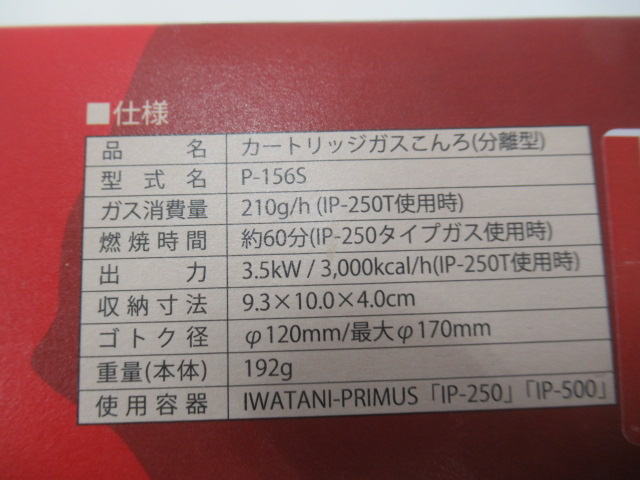 ■仕様
品名 カートリッジガスこんろ(分離型)
型式名 P-156S
ガス消費量 210g/h (IP-250T使用時)
燃焼時間 約60分(IP-250タイプガス使用時)
出力 3.5kW / 3,000kcal/h(IP-250T使用時)
収納寸法 9.3×10.0×4.0cm
ゴトク径 φ120mm/最大φ170mm
重量(本体) 192g
使用容器 IWATANI-PRIMUS「IP-250」「IP-500」